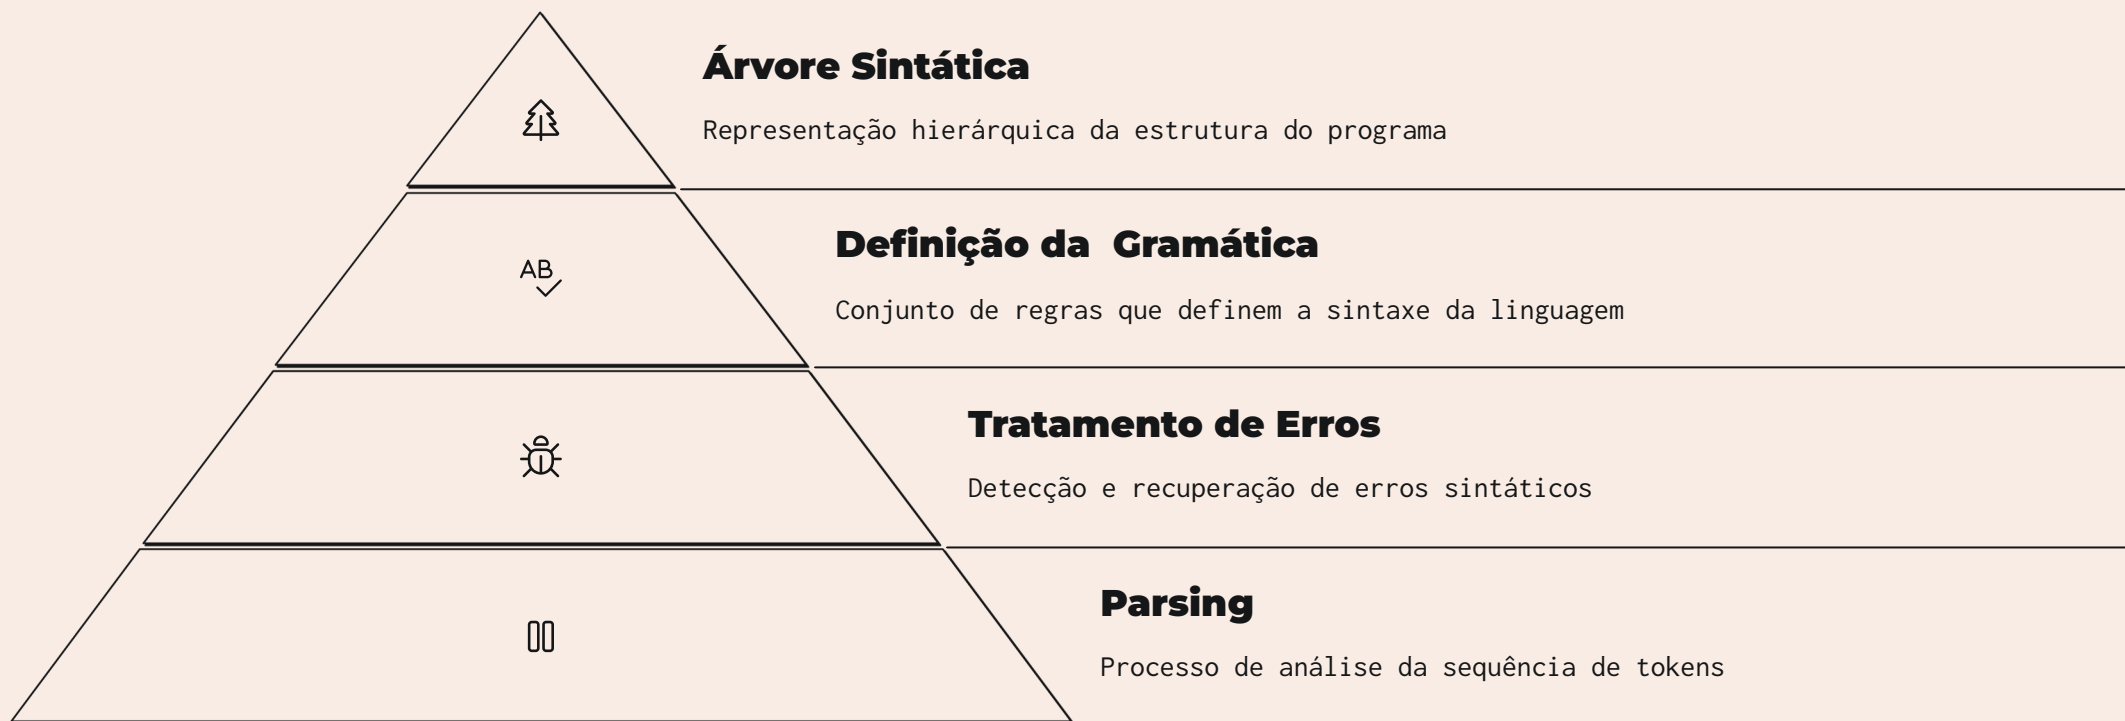 Árvore Sintática
Representação hierárquica da estrutura do programa
AB
Definição da  Gramática
Conjunto de regras que definem a sintaxe da linguagem
Tratamento de Erros
Detecção e recuperação de erros sintáticos
Parsing
Processo de análise da sequência de tokens